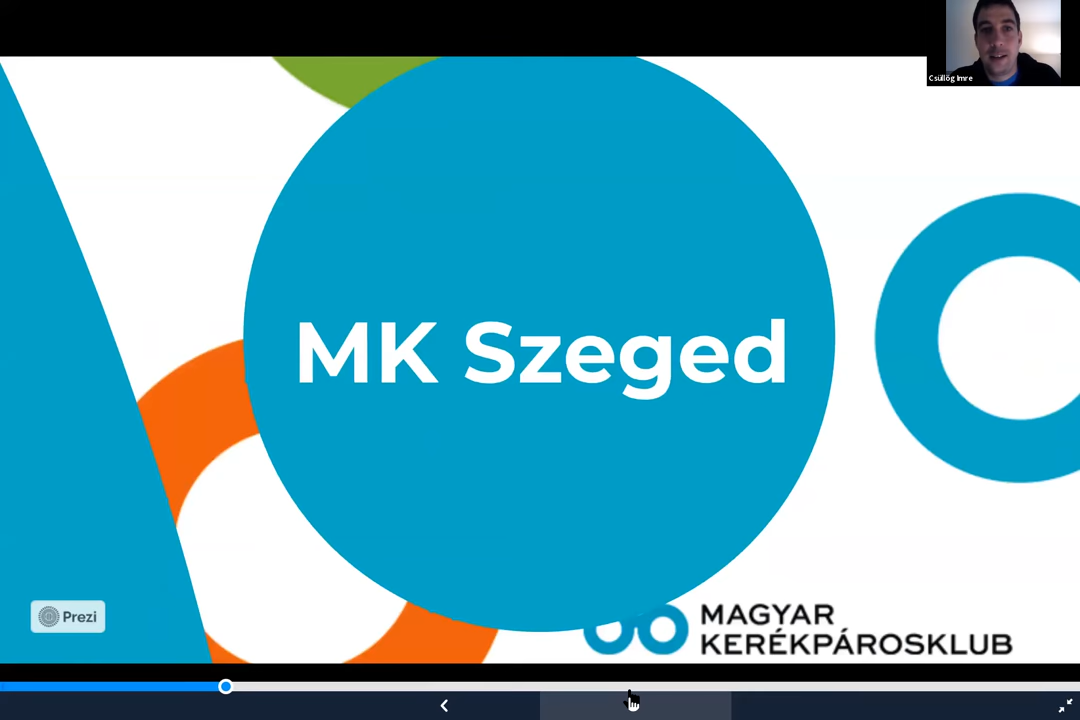 Csüllög Imre
MK Szeged
Prezi
MAGYAR
KERÉKPÁROSKLUB